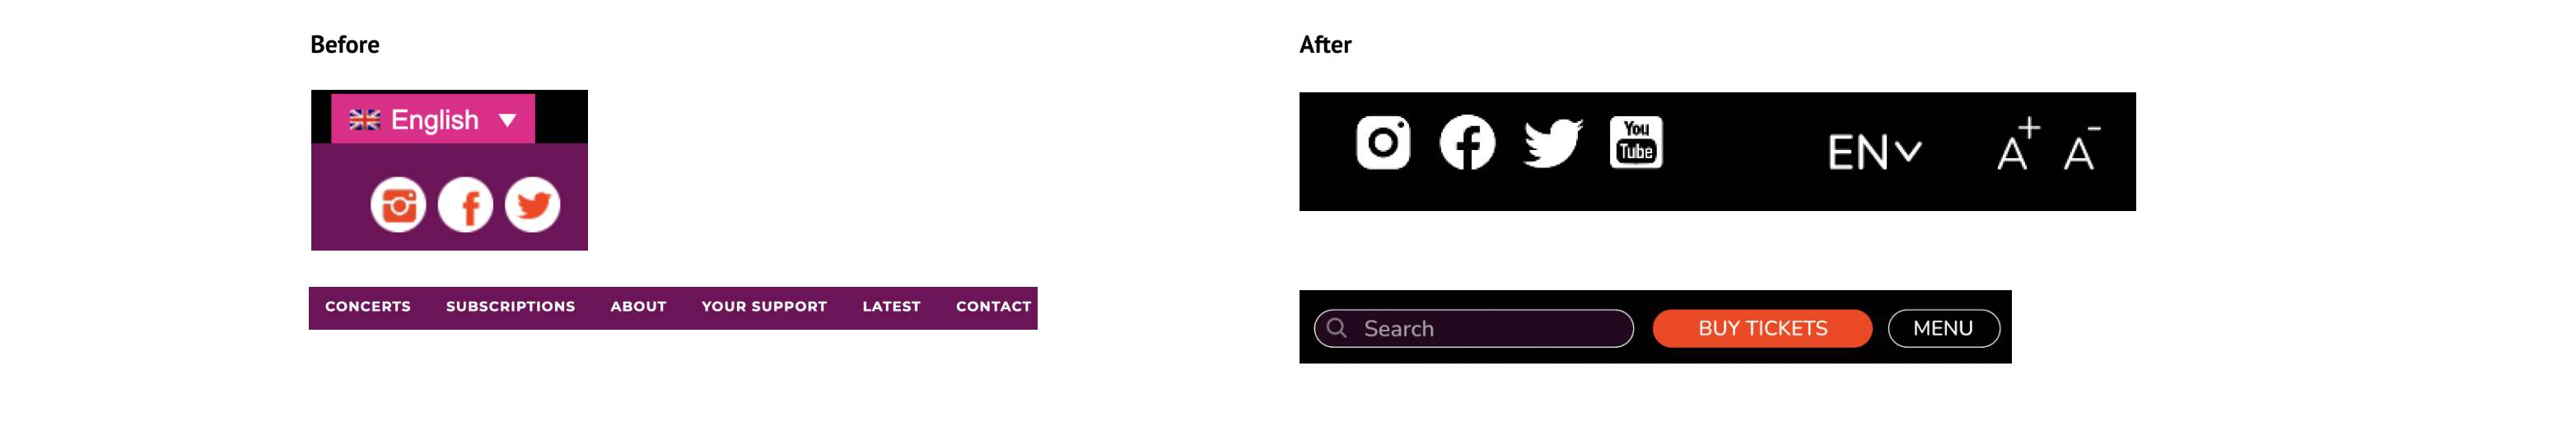 Before
English
CONCERTS SUBSCRIPTIONS ABOUT YOUR SUPPORT LATEST CONTACT
After
You
Tube
EN A+ A-
Search BUY TICKETS MENU